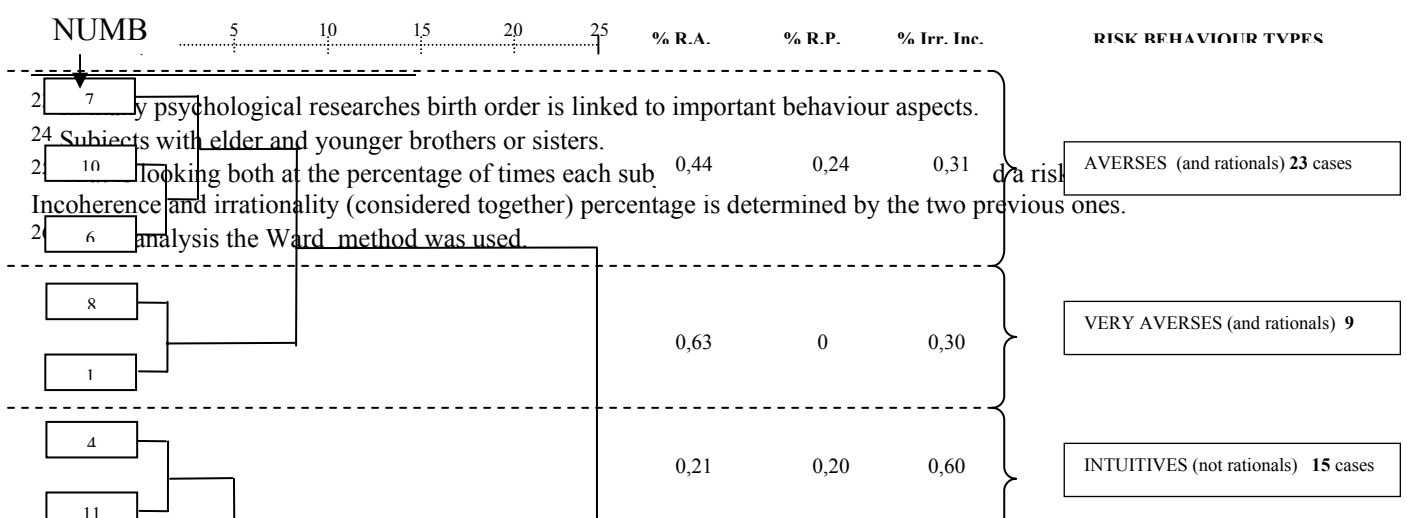 NUMB 5 10 15 20 25 % R.A. % R.P. % Irr. Inc. RISK BEHAVIOUR TYPES
7
psychological researches birth order is linked to important behaviour aspects.
24 Subjects with elder and younger brothers or sisters.
10 looking both at the percentage of times each 0,44 0,24 0,31 a AVERSES (and rationals) 23 cases
Incoherence and irrationality (considered together) percentage is determined by the two previous ones.
6 analysis the Ward method was used.
8
0,63 0 0,30 VERY AVERSES (and rationals) 9
1
4
0,21 0,20 0,60 INTUITIVES (not rationals) 15 cases
11